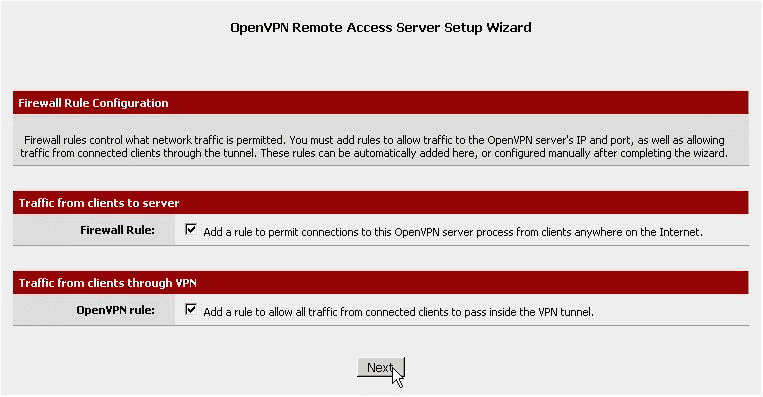 OpenVPN Remote Access Server Setup Wizard
Firewall Rule Configuration
Firewall rules control what network traffic is permitted. You must add rules to allow traffic to the OpenVPN server's IP and port, as well as allowing
traffic from connected clients through the tunnel. These rules can be automatically added here, or configured manually after completing the wizard.
Traffic from clients to server
Firewall Rule: Add a rule to permit connections to this OpenVPN server process from clients anywhere on the Internet.
Traffic from clients through VPN
OpenVPN rule: Add a rule to allow all traffic from connected clients to pass inside the VPN tunnel.
Next